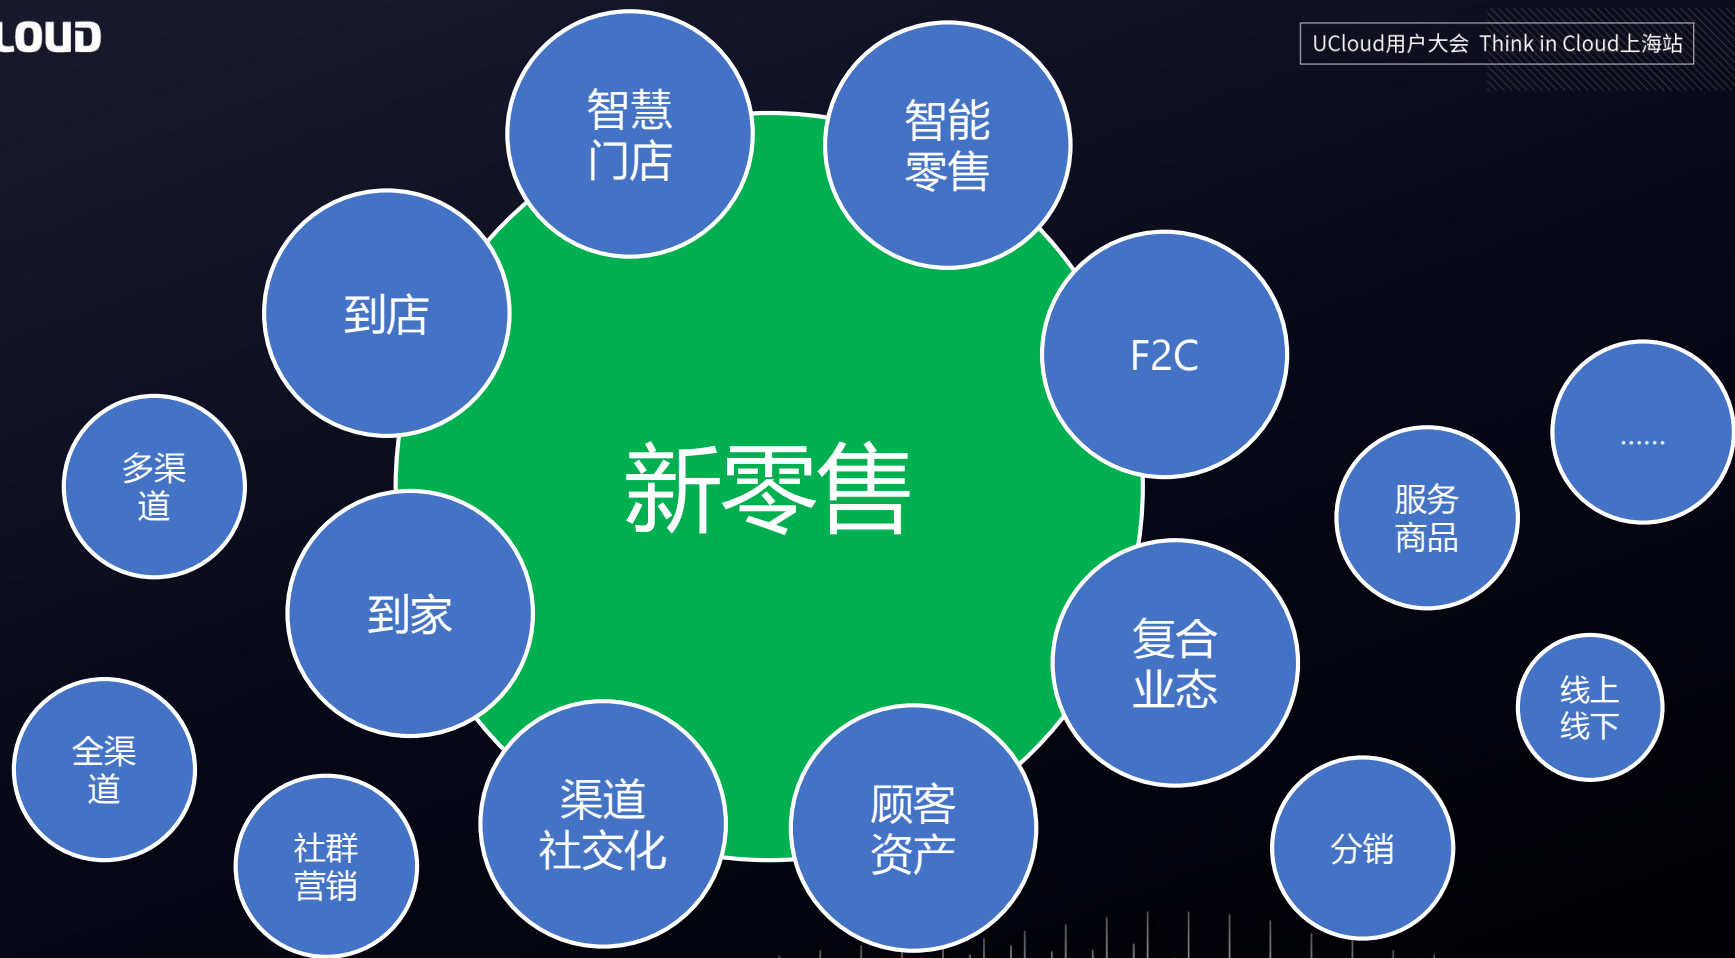 LOUD
UCloud用户大会 Think in Cloud上海站
智慧
门店
智能
零售
到店
F2C
……
多渠
道
新零售
服务
商品
到家
复合
业态
线上
线下
全渠
道
渠道
社交化
顾客
资产
社群
营销
分销